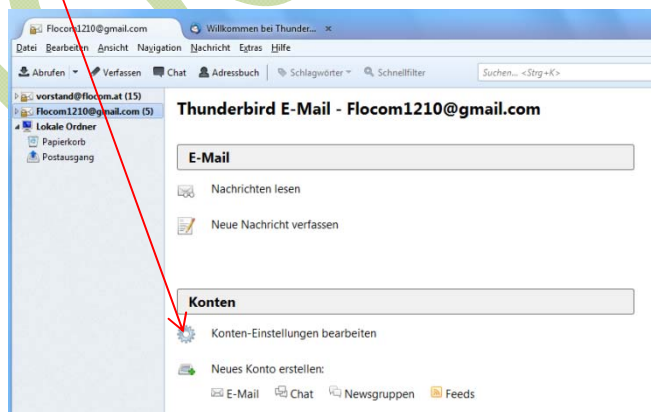 Flocom1210@gmail.com Willkommen bei Thunder... ×
Datei Bearbeiten Ansicht Navigation Nachricht Extras Hilfe
Abrufen Verfassen Chat Adressbuch Schlagwörter Schnellfilter Suchen... <Strg+K>
vorstand@flocom.at (15)
Flocom1210@gmail.com (5)
Lokale Ordner
Papierkorb
Postausgang
Thunderbird E-Mail - Flocom1210@gmail.com
E-Mail
Nachrichten lesen
Neue Nachricht verfassen
Konten
Konten-Einstellungen bearbeiten
Neues Konto erstellen:
E-Mail Chat Newsgruppen Feeds